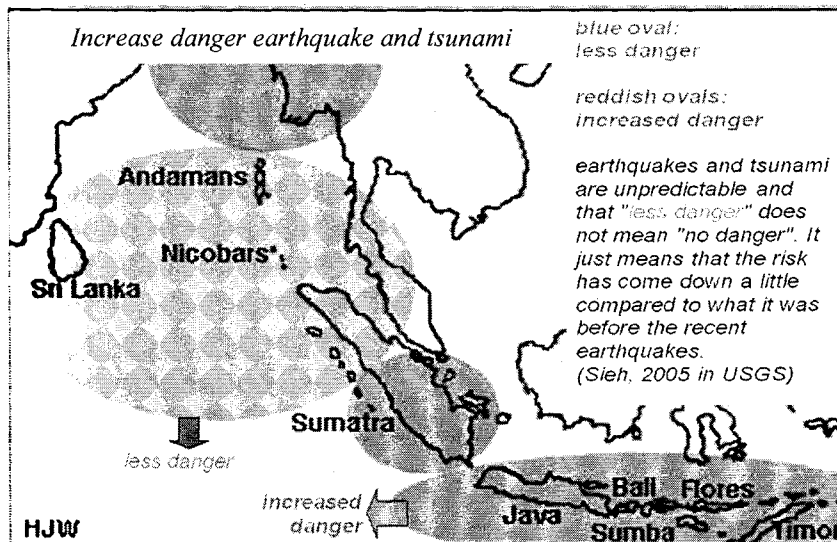 Increase danger earthquake and tsunami
blue oval:
less danger
reddish ovals:
increased danger
earthquakes and tsunami
are unpredictable and
that "less danger" does
not mean "no danger". It
just means that the risk
has come down a little
compared to what it was
before the recent
earthquakes.
(Sieh, 2005 in USGS)
Andamans
Nicobars
Sri Lanka
Sumatra
less danger
increased
danger
Java
Bali
Flores
Sumba
Timor
HJW